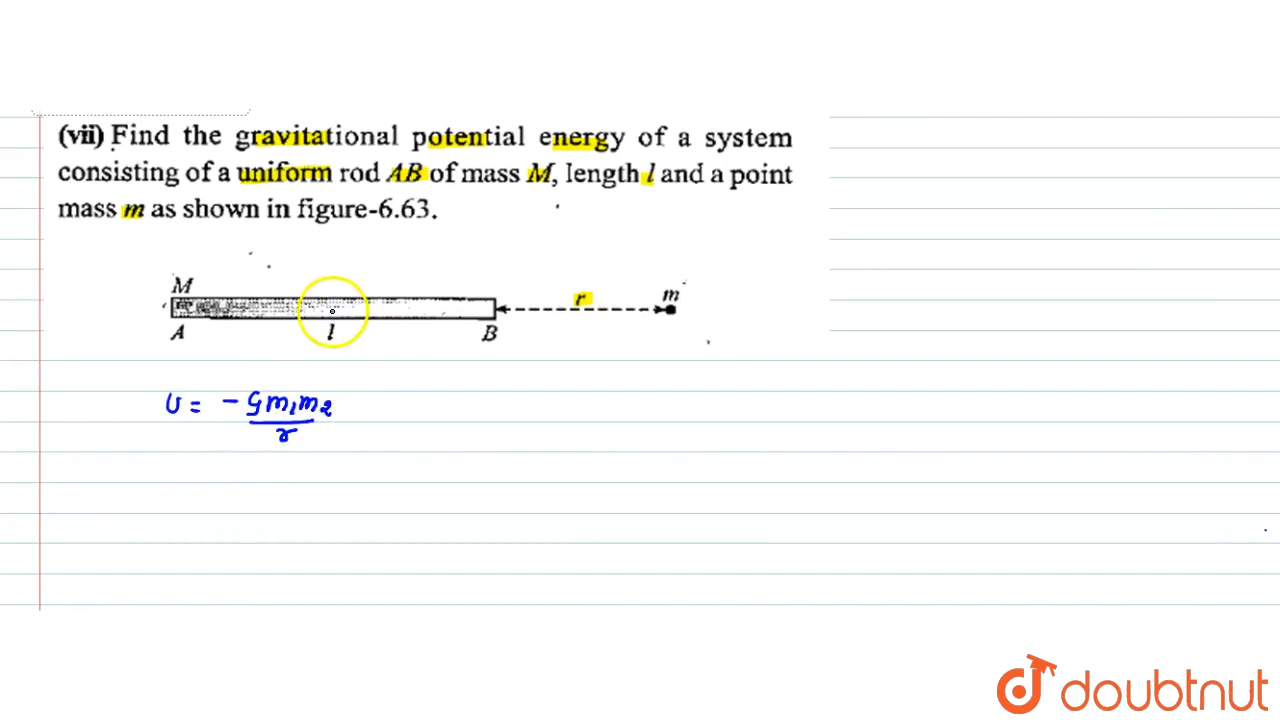 (vii) Find the gravitational potential energy of a system
consisting of a uniform rod AB of mass M, length l and a point
mass m as shown in figure-6.63.
M
r
m
A
l
B
U = - Gm1m2
r
doubtnut